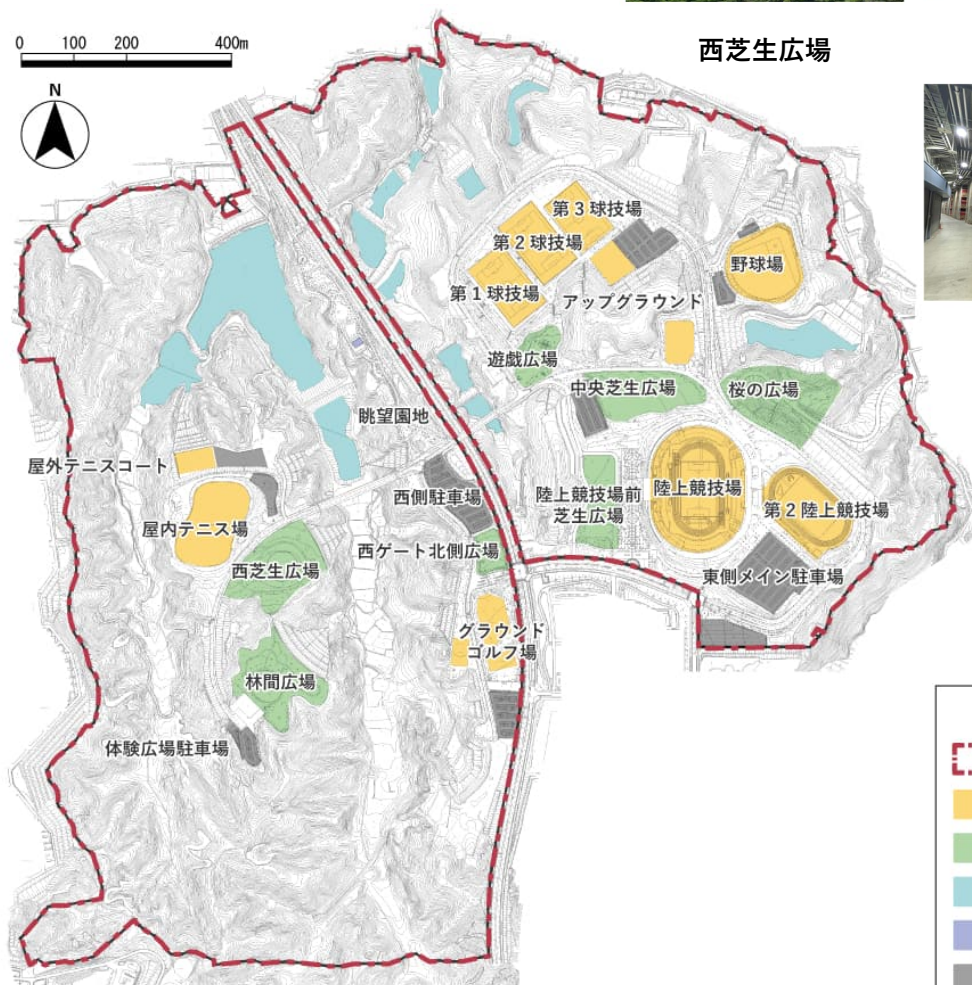 西芝生広場
0 100 200 400m
N
第3球技場
第2球技場
第1球技場
野球場
アップグラウンド
遊戯広場
中央芝生広場
桜の広場
眺望園地
屋外テニスコート
西側駐車場
陸上競技場前
芝生広場
陸上競技場
第2陸上競技場
屋内テニス場
西ゲート北側広場
西芝生広場
東側メイン駐車場
グラウンド
ゴルフ場
林間広場
体験広場駐車場